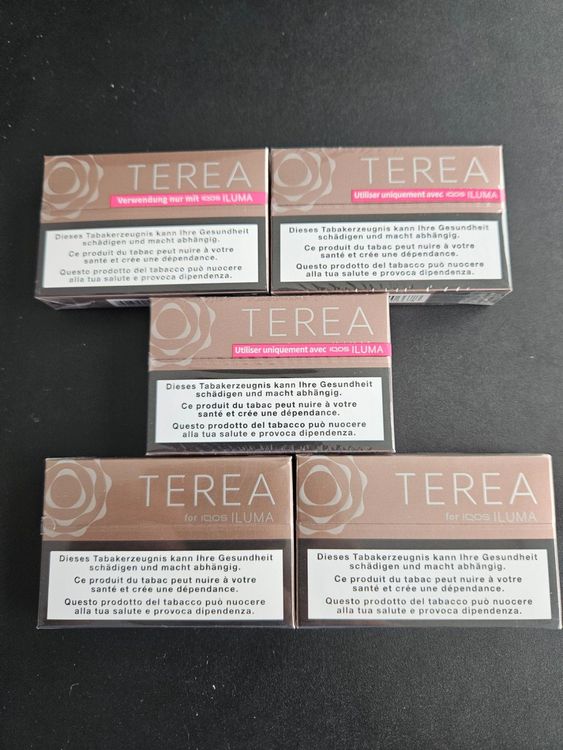 TEREA
Verwendung nur mit IQOS ILUMA
Dieses Tabakerzeugnis kann Ihre Gesundheit
schädigen und macht abhängig.
Ce produit du tabac peut nuire à votre
santé et crée une dépendance.
Questo prodotto del tabacco può nuocere
alla tua salute e provoca dipendenza.
TEREA
Utiliser uniquement avec IQOS ILUMA
Dieses Tabakerzeugnis kann Ihre Gesundheit
schädigen und macht abhängig.
Ce produit du tabac peut nuire à votre
santé et crée une dépendance.
Questo prodotto del tabacco può nuocere
alla tua salute e provoca dipendenza.
TEREA
Utiliser uniquement avec IQOS ILUMA
Dieses Tabakerzeugnis kann Ihre Gesundheit
schädigen und macht abhängig.
Ce produit du tabac peut nuire à votre
santé et crée une dépendance.
Questo prodotto del tabacco può nuocere
alla tua salute e provoca dipendenza.
TEREA
for IQOS ILUMA
Dieses Tabakerzeugnis kann Ihre Gesundheit
schädigen und macht abhängig.
Ce produit du tabac peut nuire à votre
santé et crée une dépendance.
Questo prodotto del tabacco può nuocere
alla tua salute e provoca dipendenza.
TEREA
for IQOS ILUMA
Dieses Tabakerzeugnis kann Ihre Gesundheit
schädigen und macht abhängig.
Ce produit du tabac peut nuire à votre
santé et crée une dépendance.
Questo prodotto del tabacco può nuocere
alla tua salute e provoca dipendenza.